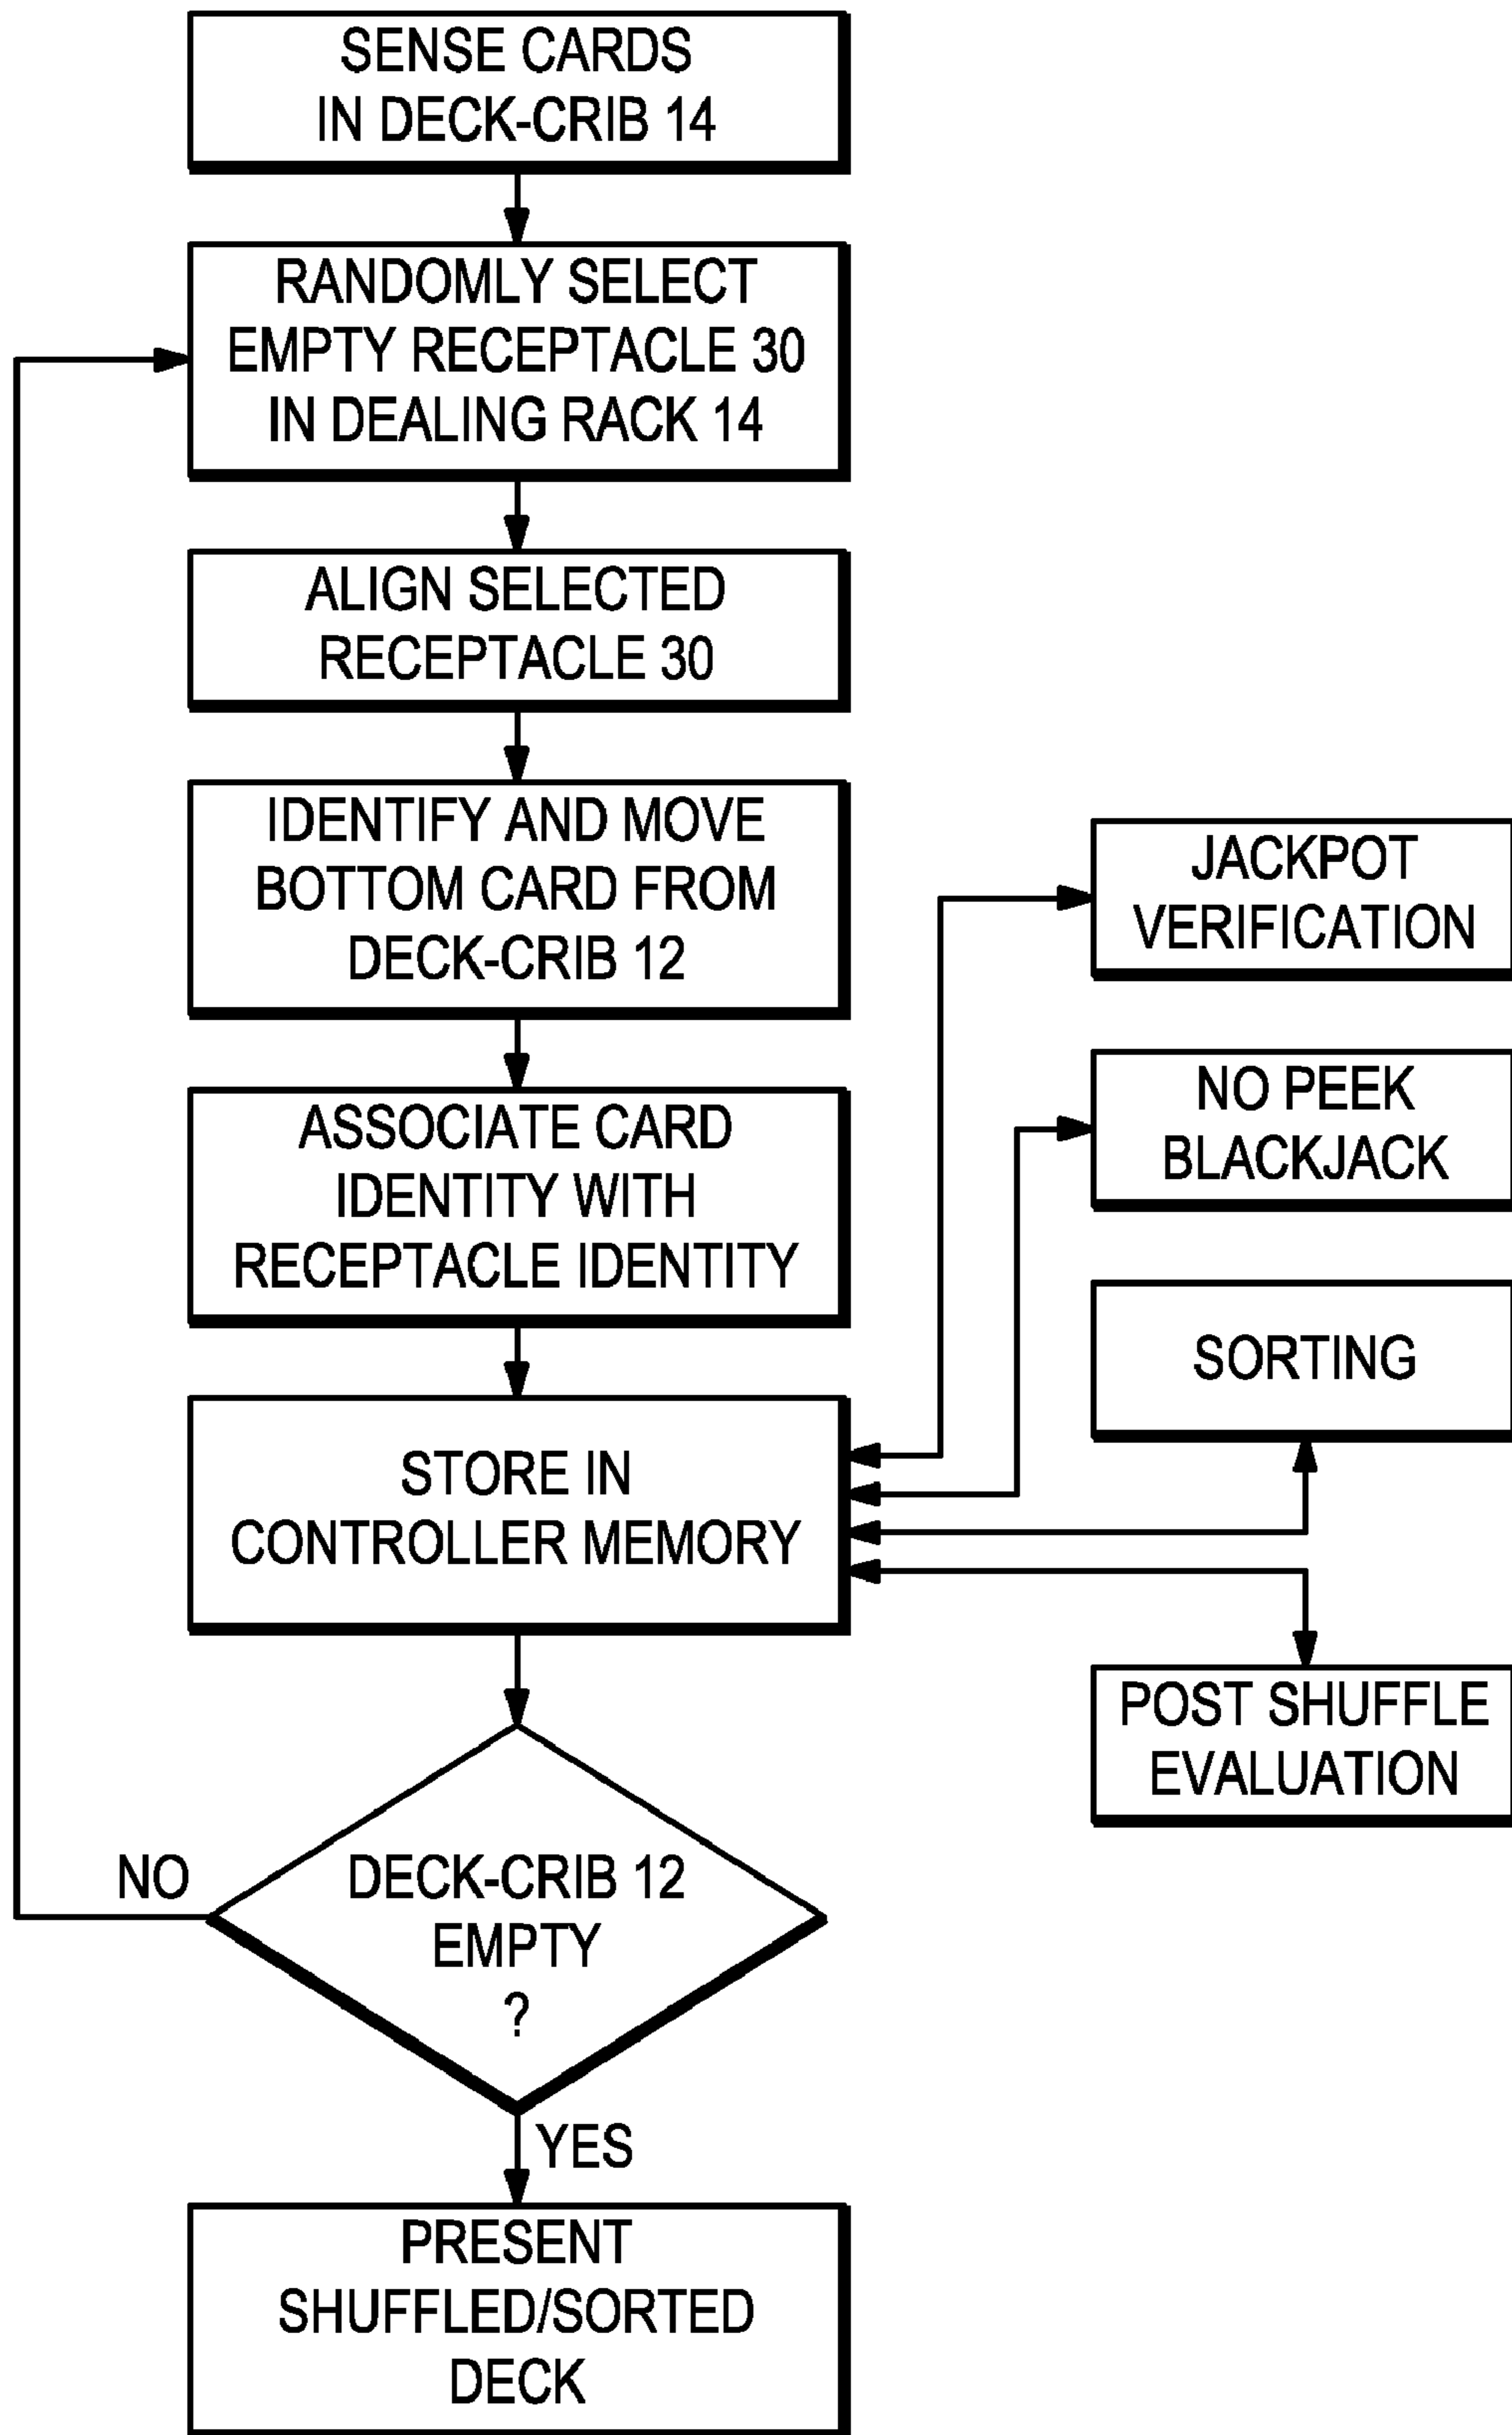 SENSE CARDS
IN DECK-CRIB 14
RANDOMLY SELECT
EMPTY RECEPTACLE 30
IN DEALING RACK 14
ALIGN SELECTED
RECEPTACLE 30
IDENTIFY AND MOVE
BOTTOM CARD FROM
DECK-CRIB 12
ASSOCIATE CARD
IDENTITY WITH
RECEPTACLE IDENTITY
STORE IN
CONTROLLER MEMORY
JACKPOT
VERIFICATION
NO PEEK
BLACKJACK
SORTING
POST SHUFFLE
EVALUATION
DECK-CRIB 12
EMPTY
?
NO
YES
PRESENT
SHUFFLED/SORTED
DECK